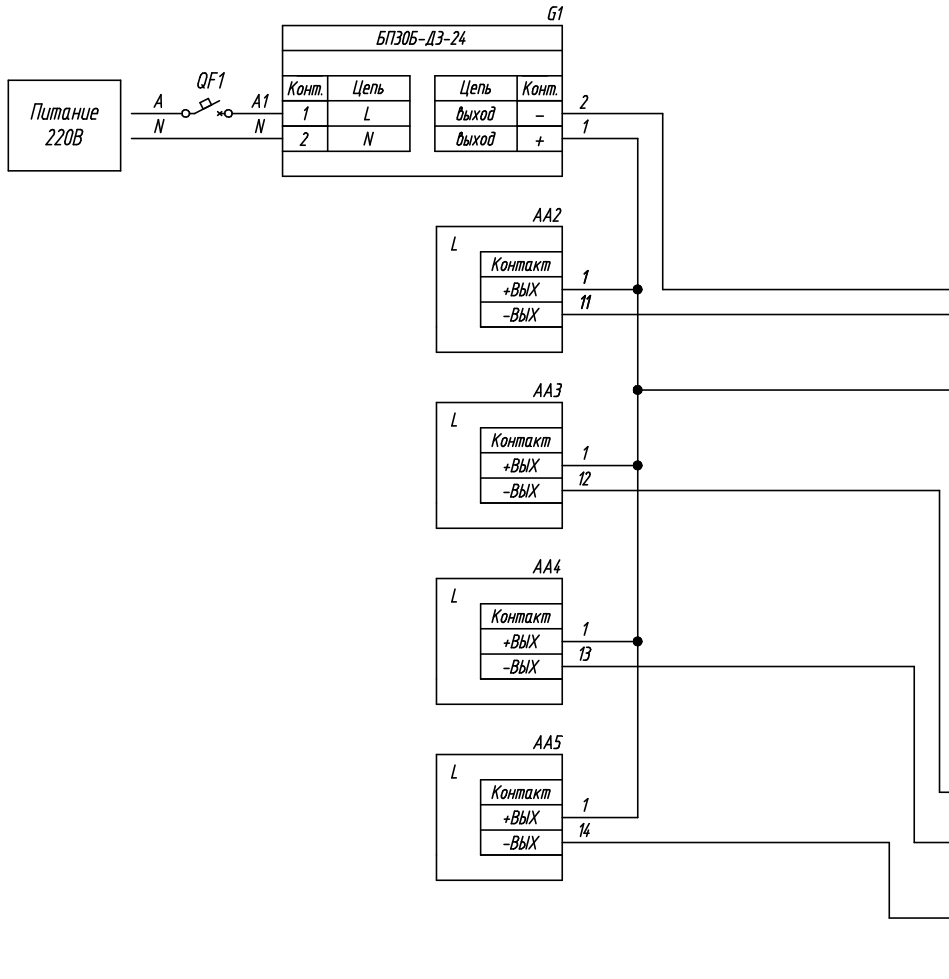 G1
БП30Б-Д3-24
Питание
220В
A QF1 A1
N N
Конт. Цепь
1 L
2 N
Цепь Конт.
выход -
выход +
2
1
AA2
L
Контакт
+ВЫХ
-ВЫХ
1
11
AA3
L
Контакт
+ВЫХ
-ВЫХ
1
12
AA4
L
Контакт
+ВЫХ
-ВЫХ
1
13
AA5
L
Контакт
+ВЫХ
-ВЫХ
1
14